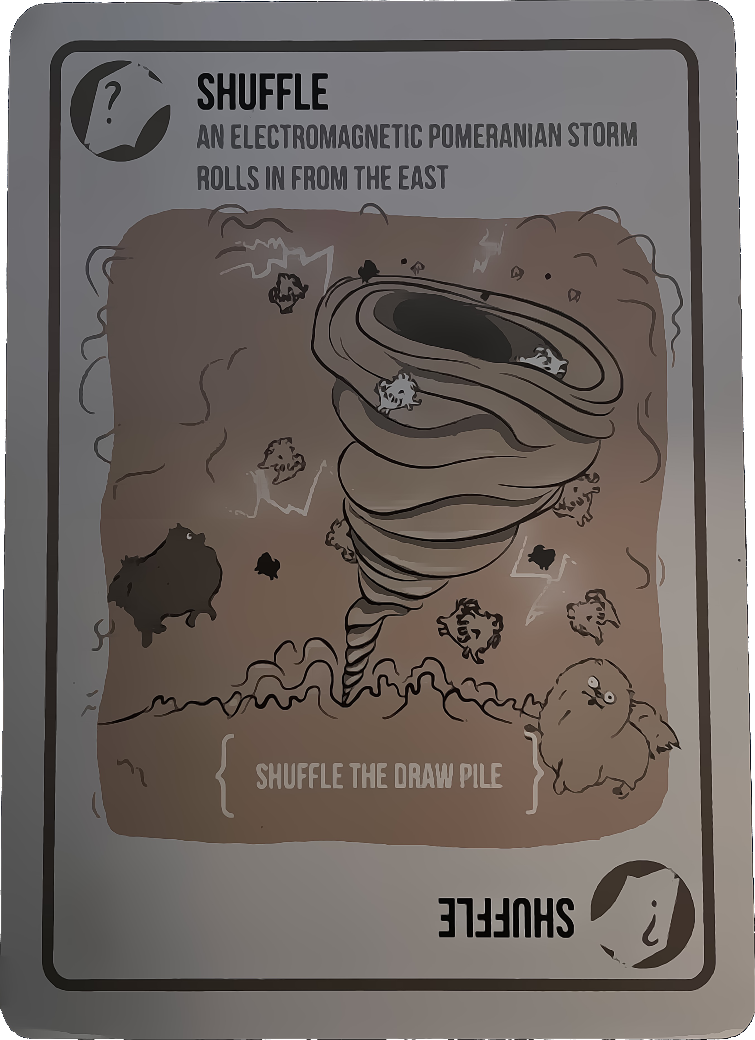 ?
SHUFFLE
AN ELECTROMAGNETIC POMERANIAN STORM
ROLLS IN FROM THE EAST
{ SHUFFLE THE DRAW PILE }
SHUFFLE
?